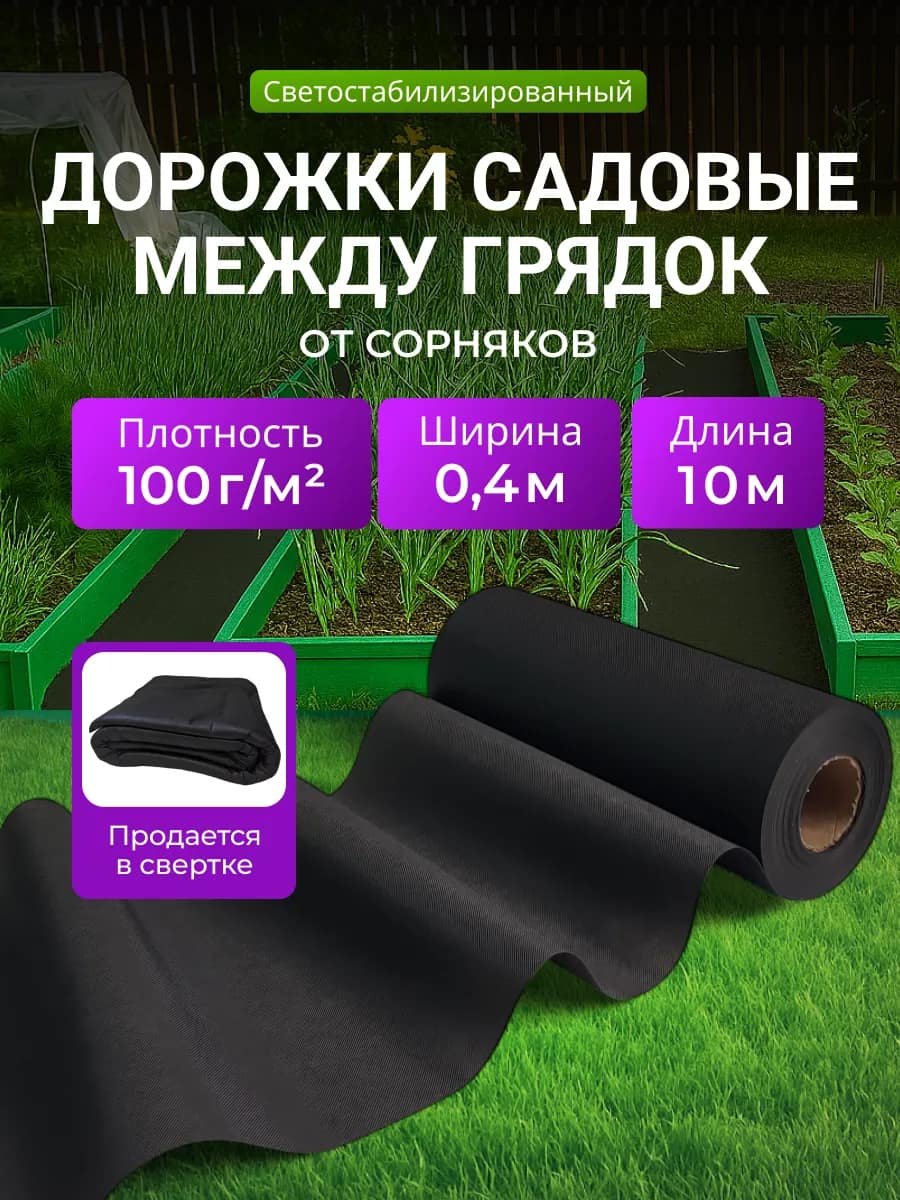 Светостабилизированный
ДОРОЖКИ САДОВЫЕ
МЕЖДУ ГРЯДОК
ОТ СОРНЯКОВ
Плотность
100 г/м²
Ширина
0,4 м
Длина
10 м
Продается
в свертке